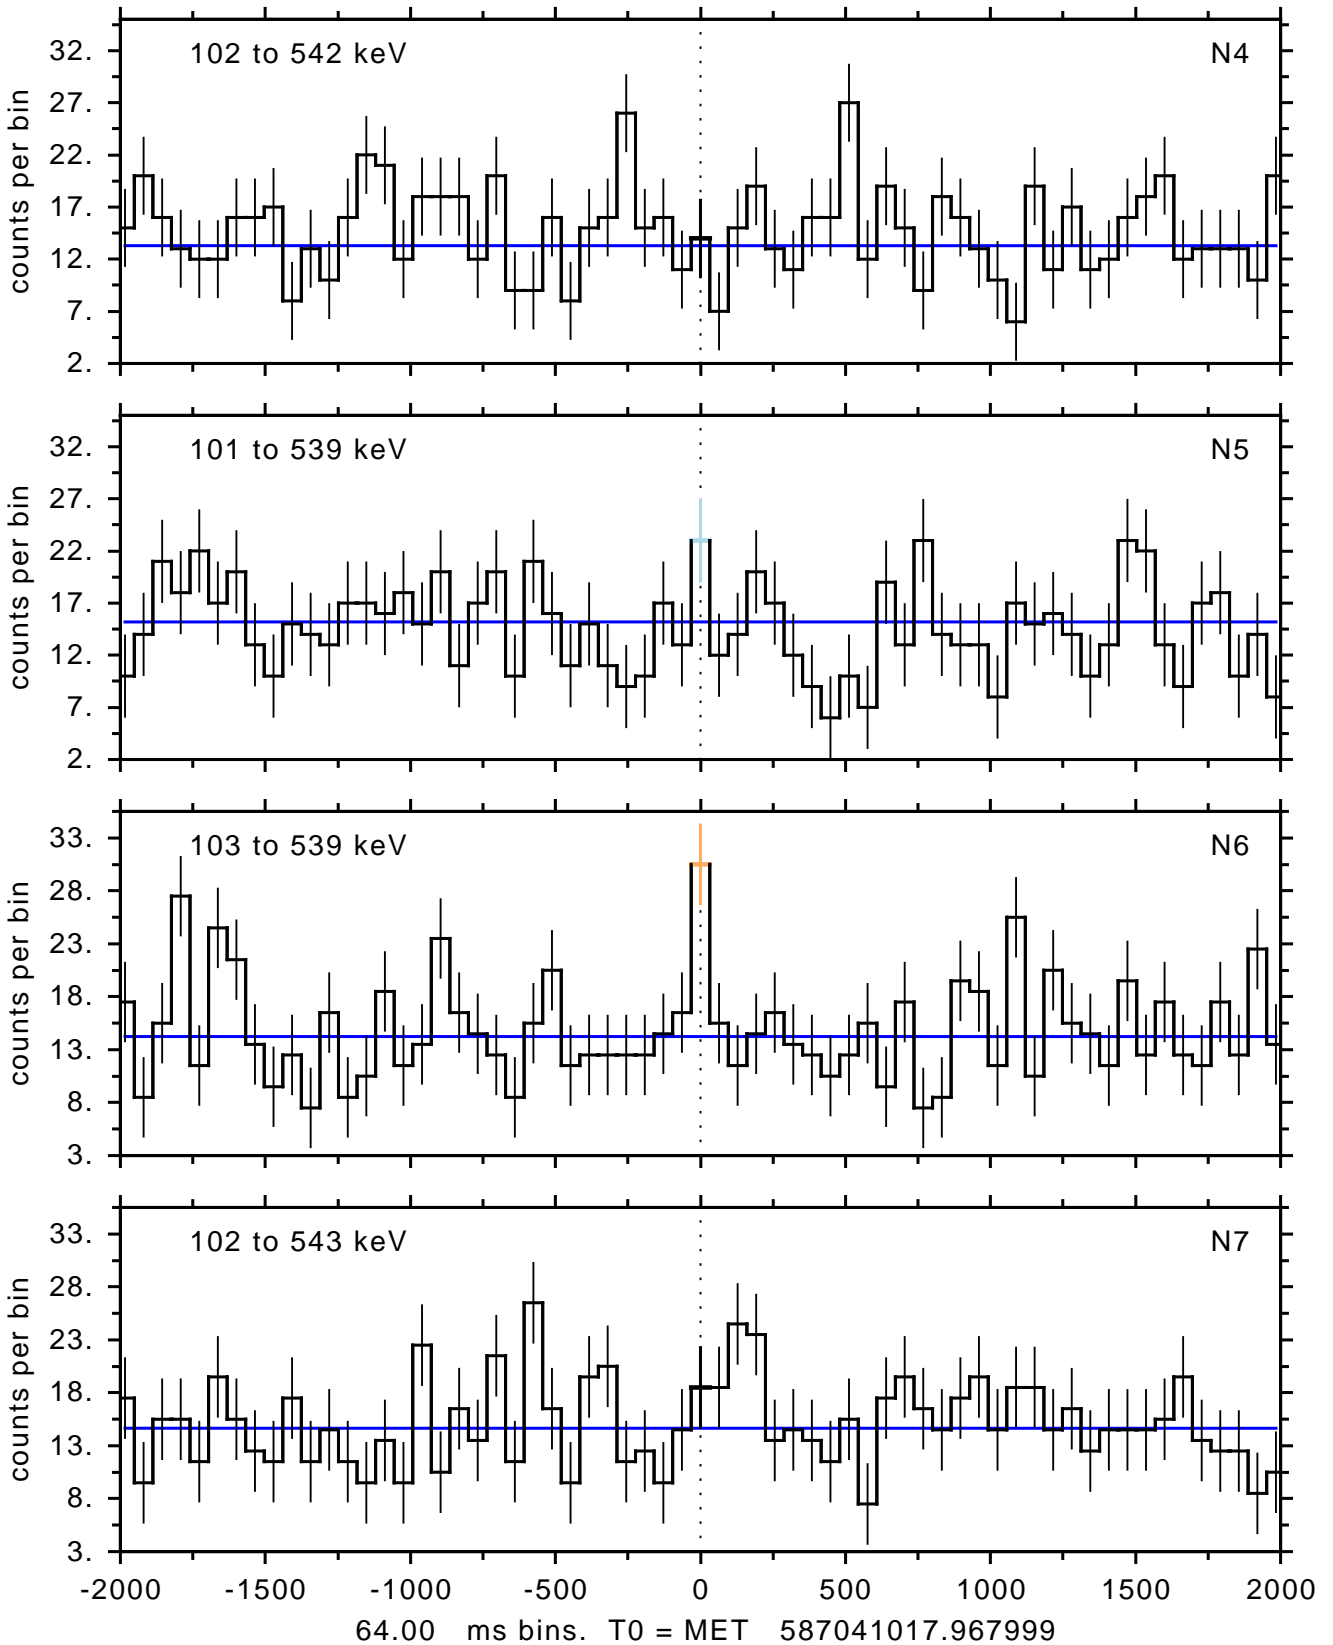 102 to 542 keV N4
counts per bin
32.
27.
22.
17.
12.
7.
2.
101 to 539 keV N5
counts per bin
32.
27.
22.
17.
12.
7.
2.
103 to 539 keV N6
counts per bin
33.
28.
23.
18.
13.
8.
3.
102 to 543 keV N7
counts per bin
33.
28.
23.
18.
13.
8.
3.
-2000 -1500 -1000 -500 0 500 1000 1500 2000
64.00 ms bins. T0 = MET 587041017.967999